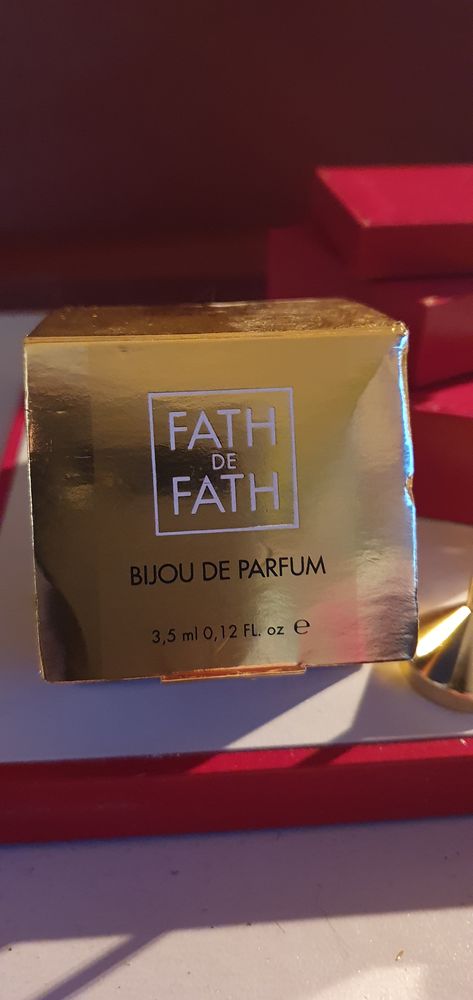 FATH
DE
FATH
BIJOU DE PARFUM
3,5 ml 0,12 FL. oz ℮